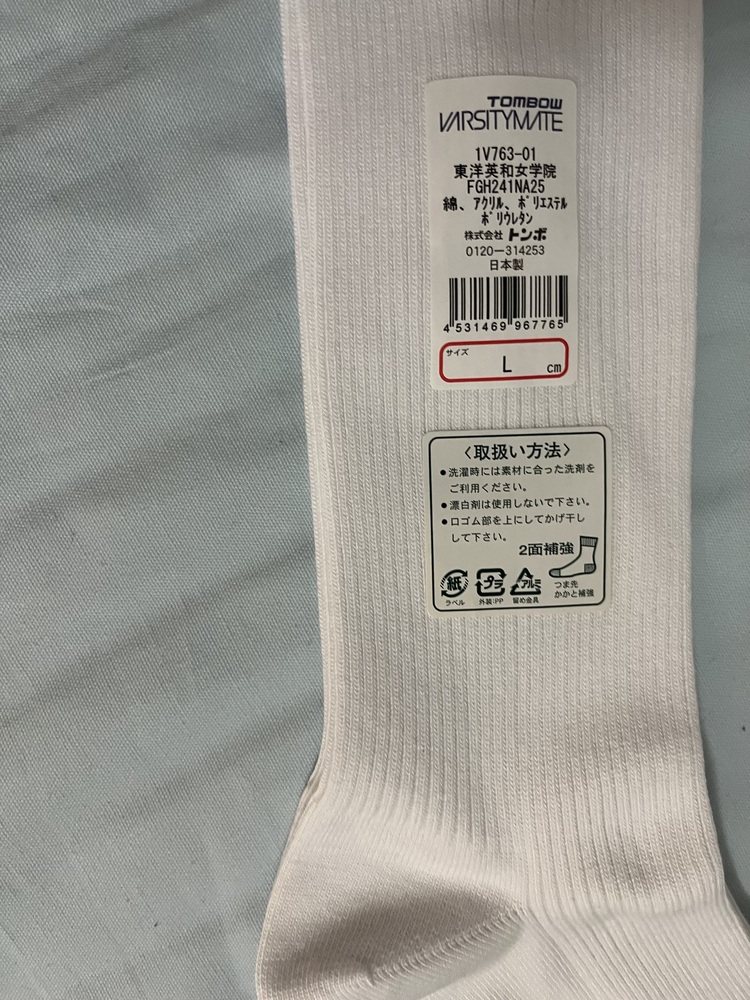 TOMBOW
VARSITYMATE
1V763-01
東洋英和女学院
FGH241NA25
綿、アクリル、ポリエステル
ポリウレタン
株式会社 トンボ
0120-314253
日本製
4 531469 967765
サイズ
L cm
〈取扱い方法〉
●洗濯時には素材に合った洗剤を
ご利用ください。
●漂白剤は使用しないで下さい。
●口ゴム部を上にしてかげ干し
して下さい。
2面補強
紙 プラ アルミ
ラベル 外装:PP 留め金具
つま先
かかと補強